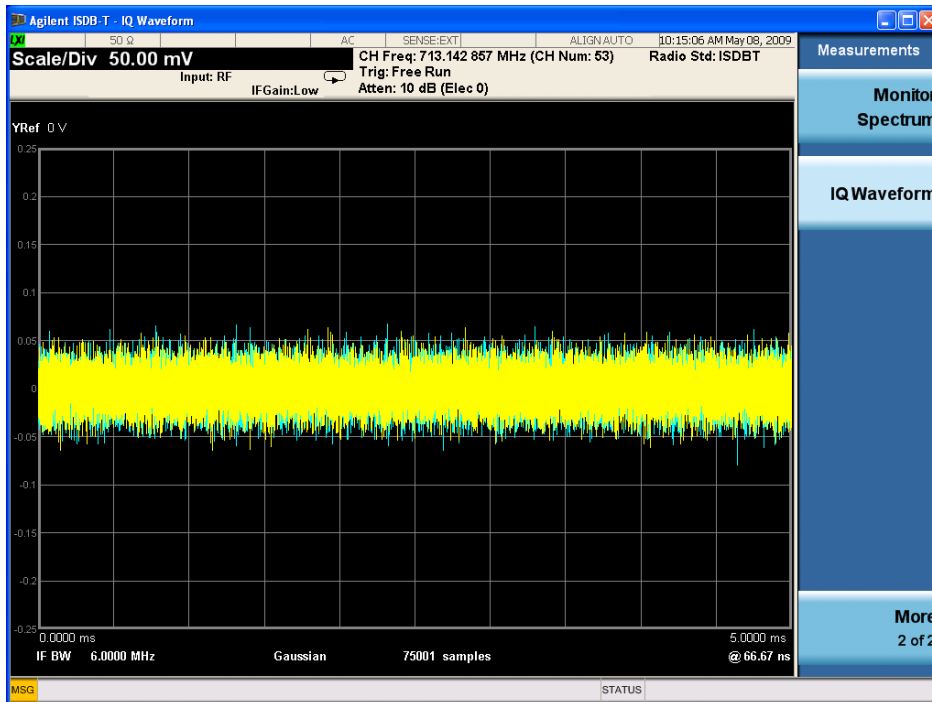 Agilent ISDB-T - IQ Waveform
LXI 50 Ω AC SENSE:EXT ALIGN AUTO 10:15:06 AM May 08, 2009
Scale/Div 50.00 mV
CH Freq: 713.142 857 MHz (CH Num: 53) Radio Std: ISDBT
Input: RF
Trig: Free Run
IFGain:Low
Atten: 10 dB (Elec 0)
YRef 0 V
0.25
0.2
0.15
0.1
0.05
0
-0.05
-0.1
-0.15
-0.2
-0.25
0.0000 ms 5.0000 ms
IF BW 6.0000 MHz Gaussian 75001 samples @ 66.67 ns
MSG STATUS
Measurements
Monitor
Spectrum
IQ Waveform
More
2 of 2